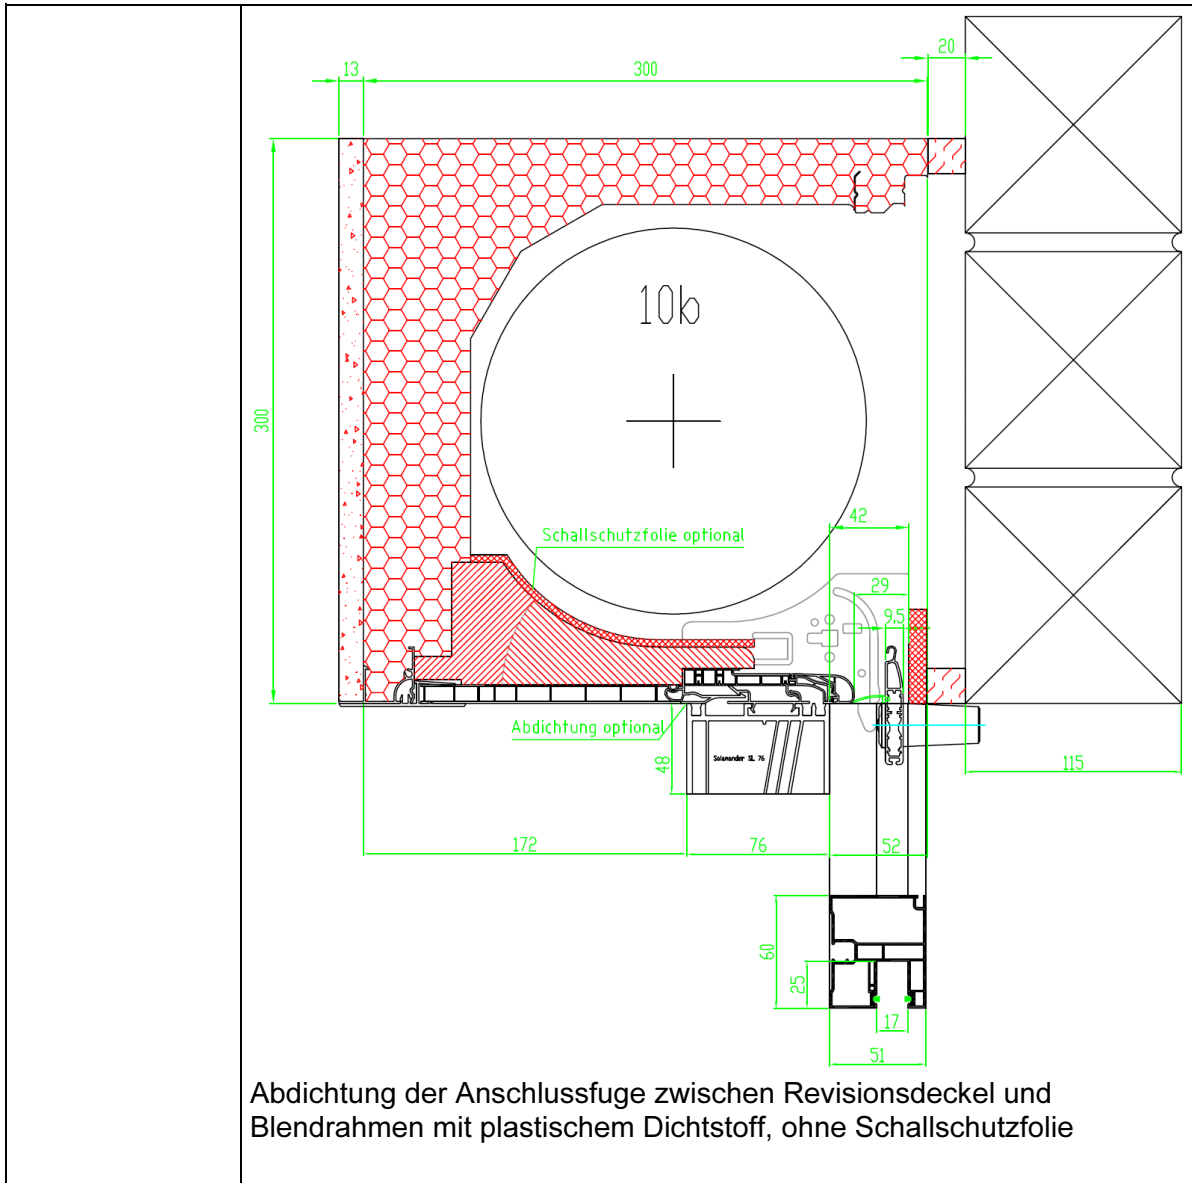 20
13
300
10b
300
42
Schallschutzfolie optional
29
9,5
Abdichtung optional
48
Salamander SL 76
115
172
76
52
60
25
17
51
Abdichtung der Anschlussfuge zwischen Revisionsdeckel und
Blendrahmen mit plastischem Dichtstoff, ohne Schallschutzfolie